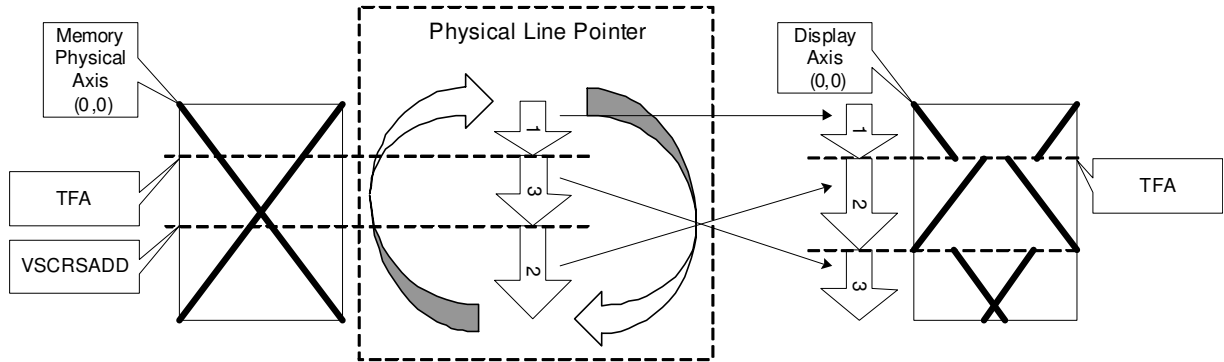 Memory
Physical
Axis
(0,0)
TFA
VSCRSADD
Physical Line Pointer
1
3
2
Display
Axis
(0,0)
1
2
3
TFA